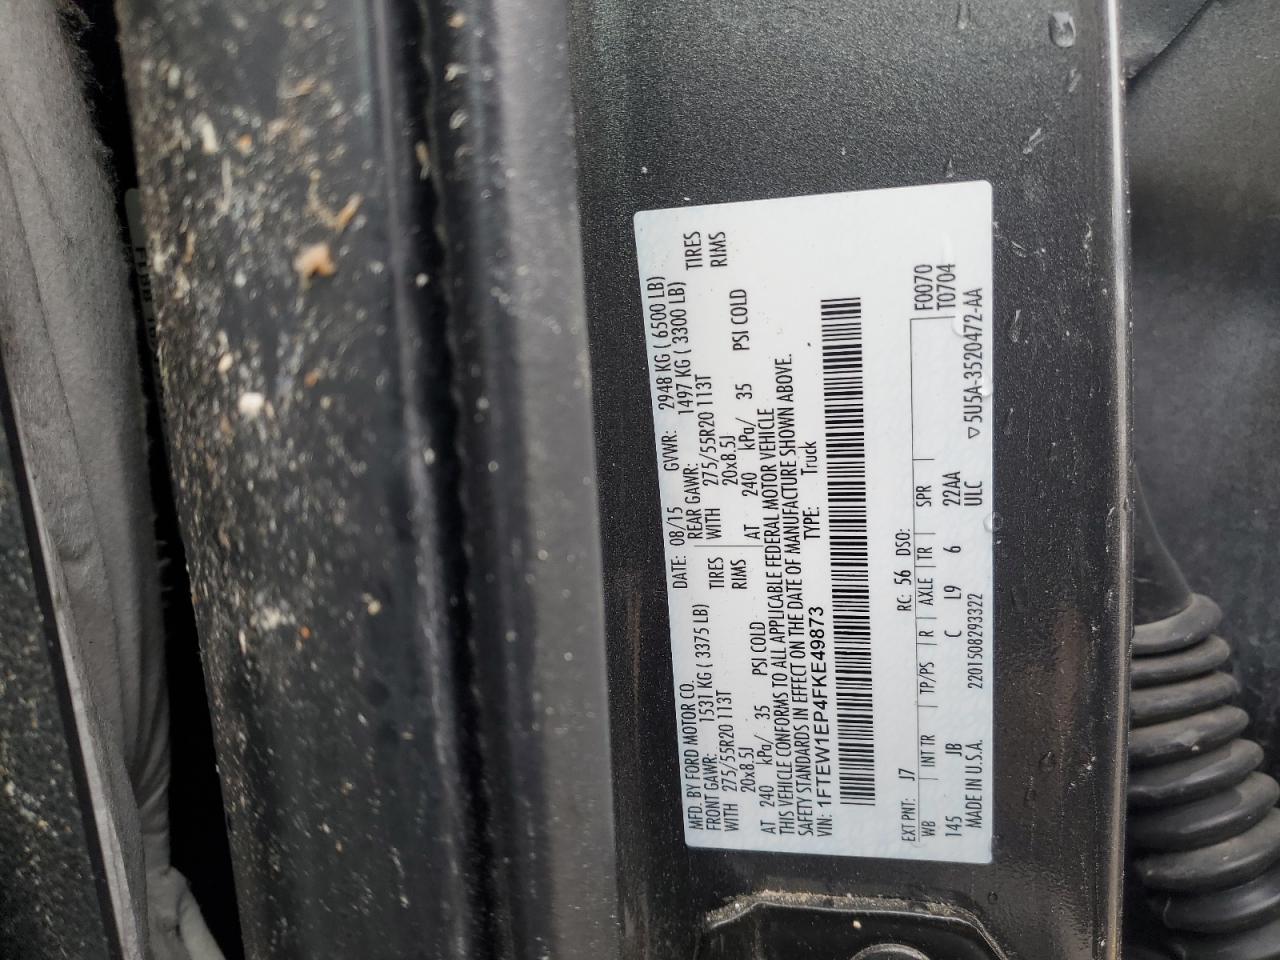 MFD. BY FORD MOTOR CO. DATE: 08/15 GVWR: 2948 KG ( 6500 LB)
FRONT GAWR: 1531 KG ( 3375 LB) REAR GAWR: 1497 KG ( 3300 LB)
WITH 275/55R20 113T TIRES WITH 275/55R20 113T TIRES
20x8.5J RIMS 20x8.5J RIMS
AT 240 kPa/ 35 PSI COLD AT 240 kPa/ 35 PSI COLD
THIS VEHICLE CONFORMS TO ALL APPLICABLE FEDERAL MOTOR VEHICLE
SAFETY STANDARDS IN EFFECT ON THE DATE OF MANUFACTURE SHOWN ABOVE.
VIN: 1FTEW1EP4FKE49873 TYPE: Truck
EXT PNT: J7 RC: 56 DSO: F0070
WB INT TR TP/PS R AXLE TR SPR T0704
145 JB C L9 6 22AA
MADE IN U.S.A. 2201508293322 ULC ▽5U5A-3520472-AA